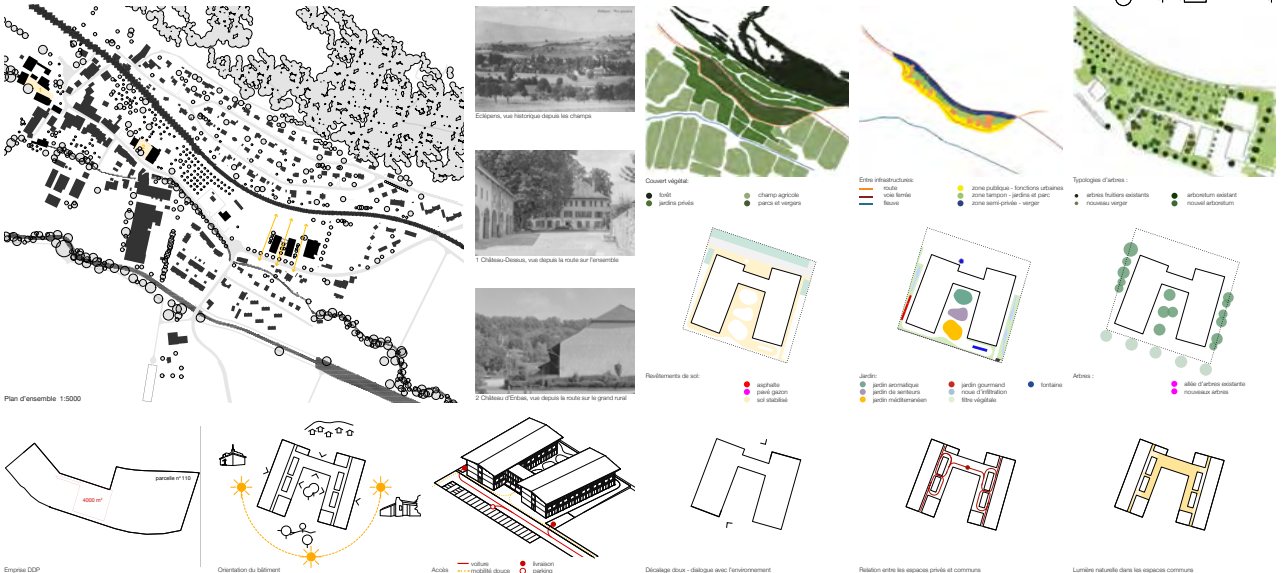 Plan d'ensemble 1:5000
Eclépens, vue historique depuis les champs
1 Château-Dessus, vue depuis la route sur l'ensemble
2 Château d'Enbas, vue depuis la route sur le grand rural
Couvert végétal:
forêt
jardins privés
champ agricole
parcs et vergers
Entre infrastructures:
route
voie ferrée
fleuve
zone publique - fonctions urbaines
zone tampon - jardins et parc
zone semi-privée - verger
Typologies d'arbres :
arbres fruitiers existants
nouveau verger
arboretum existant
nouvel arboretum
Revêtements de sol:
asphalte
pavé gazon
sol stabilisé
Jardin:
jardin aromatique
jardin de senteurs
jardin méditerranéen
jardin gourmand
noue d'infiltration
filtre végétale
fontaine
Arbres :
allée d'arbres existante
nouveaux arbres
parcelle n°110
4000 m²
Emprise DDP
Orientation du bâtiment
Accès
voiture
mobilité douce
livraison
parking
Décalage doux - dialogue avec l'environnement
Relation entre les espaces privés et communs
Lumière naturelle dans les espaces communs